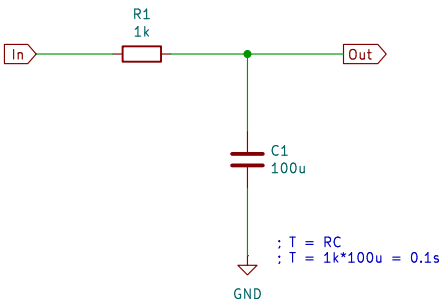 R1
1k
In
Out
C1
100u
; T = RC
; T = 1k*100u = 0.1s
GND